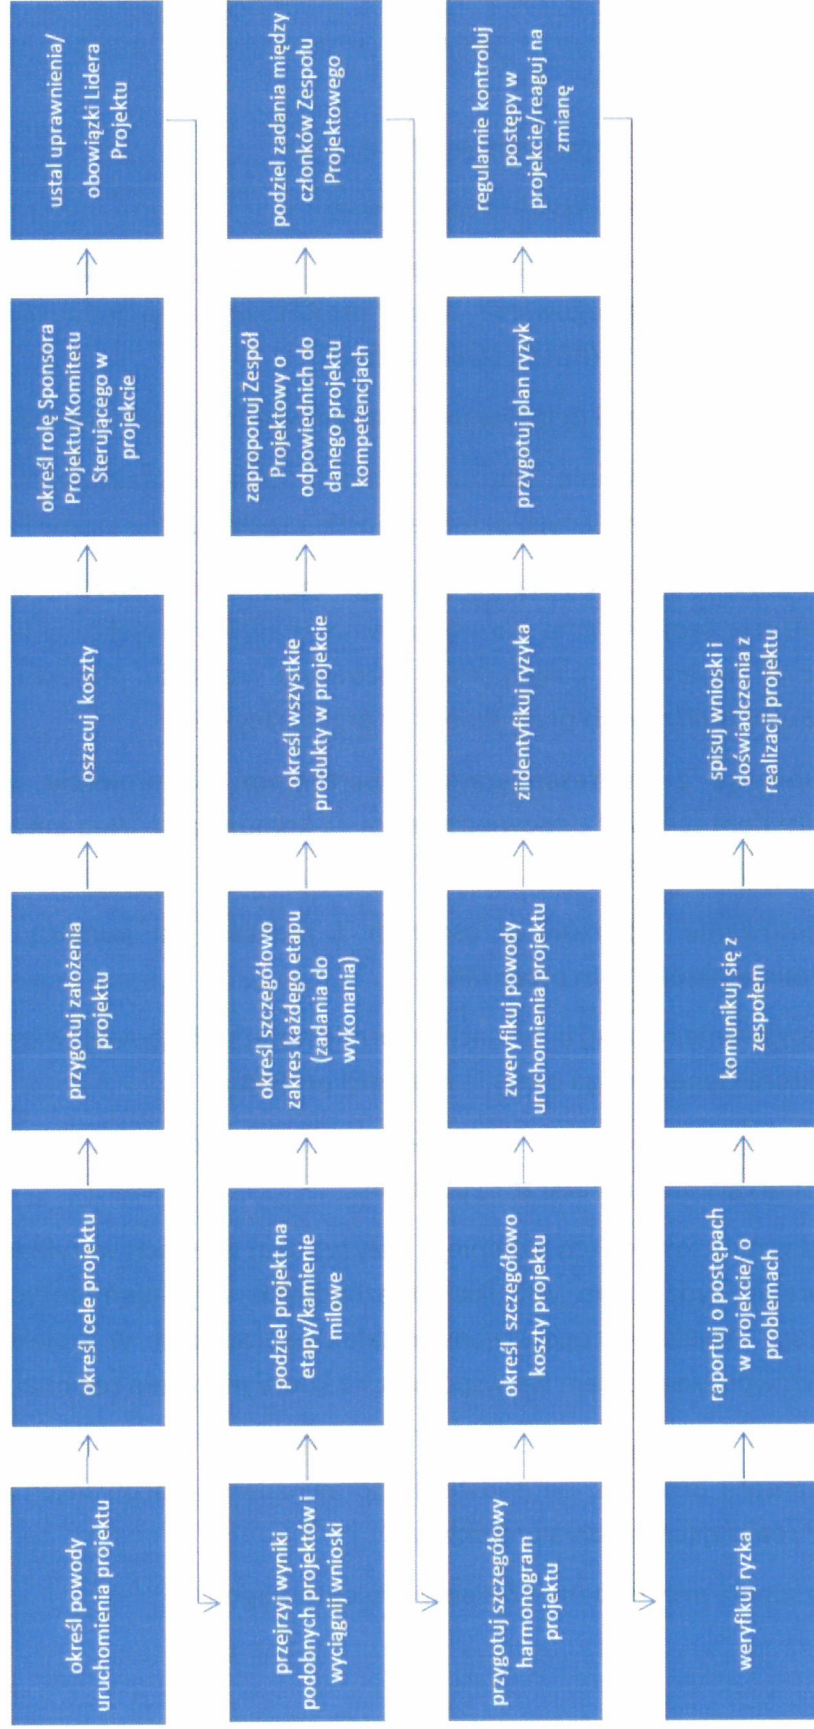 określ powody
uruchomienia projektu
określ cele projektu
przygotuj założenia
projektu
oszacuj koszty
określ rolę Sponsora
Projektu/Komitetu
Sterującego w
projekcie
ustal uprawnienia/
obowiązki Lidera
Projektu
przejrzyj wyniki
podobnych projektów i
wyciągnij wnioski
podziel projekt na
etapy/kamienie
milowe
określ szczegółowo
zakres każdego etapu
(zadania do
wykonania)
określ wszystkie
produkty w projekcie
zaproponuj Zespół
Projektowy o
odpowiednich do
danego projektu
kompetencjach
podziel zadania między
członków Zespołu
Projektowego
przygotuj szczegółowy
harmonogram
projektu
określ szczegółowo
koszty projektu
zweryfikuj powody
uruchomienia projektu
ziidentyfikuj ryzyka
przygotuj plan ryzyk
regularnie kontroluj
postępy w
projekcie/reaguj na
zmianę
weryfikuj ryzka
raportuj o postępach
w projekcie/ o
problemach
komunikuj się z
zespołem
spisuj wnioski i
doświadczenia z
realizacji projektu